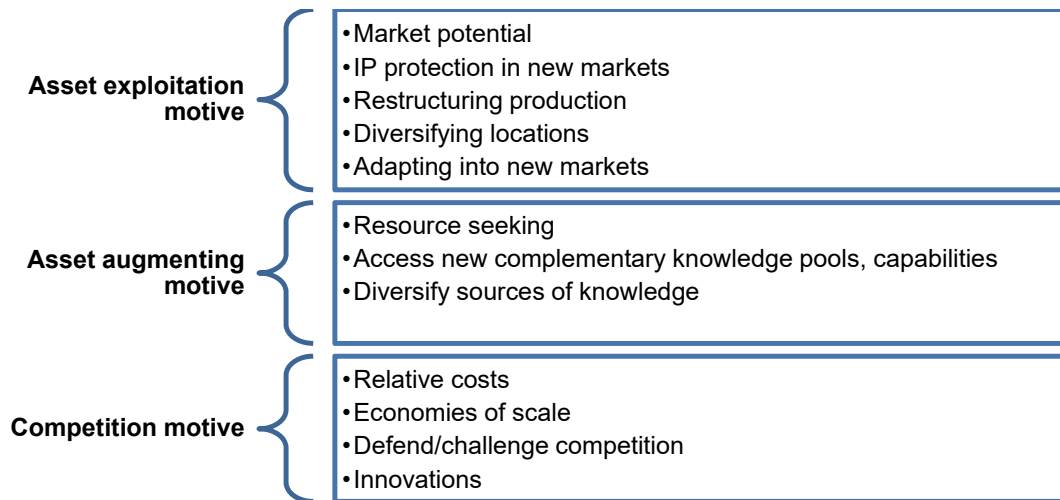 Asset exploitation
motive
•Market potential
•IP protection in new markets
•Restructuring production
•Diversifying locations
•Adapting into new markets
Asset augmenting
motive
•Resource seeking
•Access new complementary knowledge pools, capabilities
•Diversify sources of knowledge
Competition motive
•Relative costs
•Economies of scale
•Defend/challenge competition
•Innovations